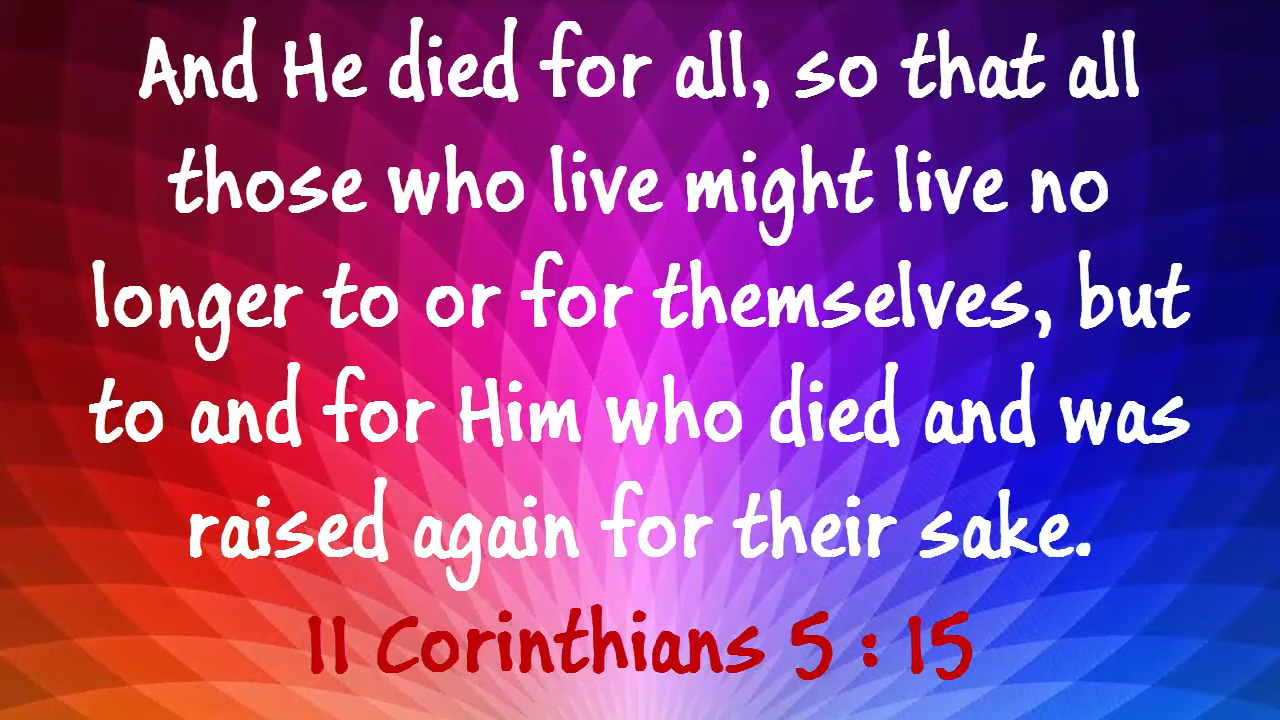 And He died for all, so that all
those who live might live no
longer to or for themselves, but
to and for Him who died and was
raised again for their sake.
II Corinthians 5 : 15